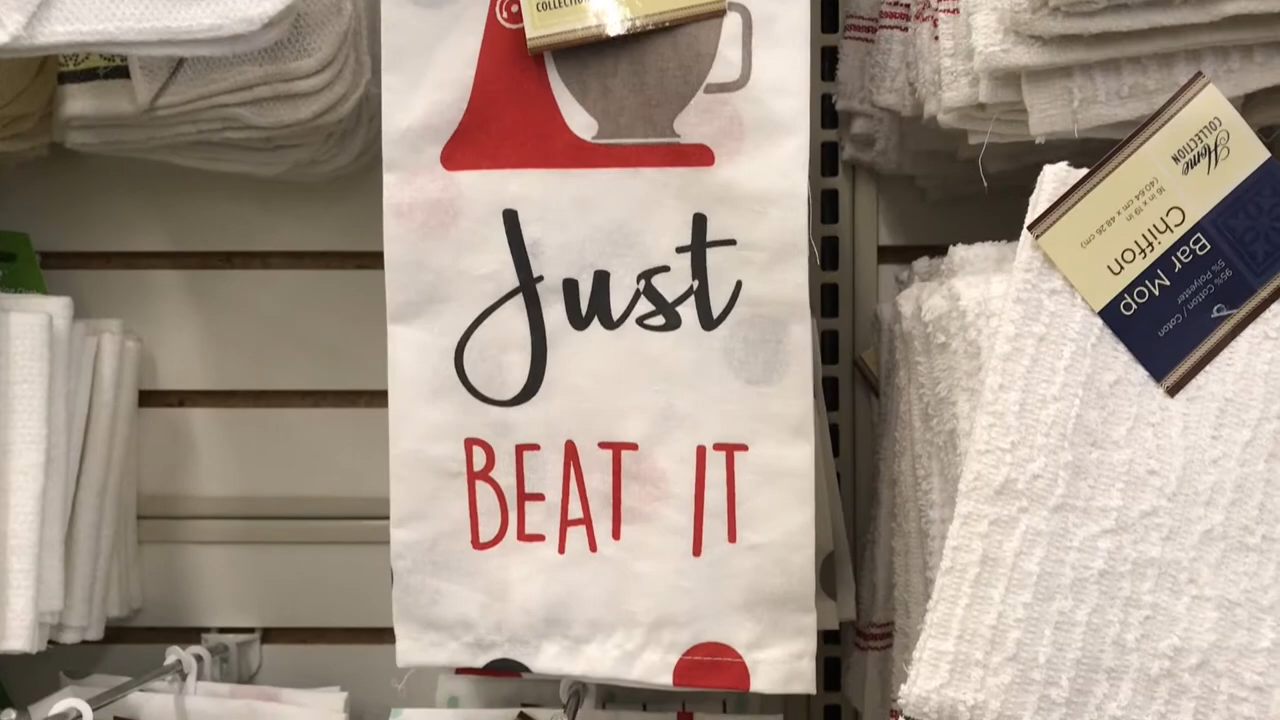 COLLECTION
Just
BEAT IT
Home
COLLECTION
16 in x 19 in
(40.64 cm x 48.26 cm)
Chiffon
Bar Mop
95% Cotton / Coton
5% Polyester